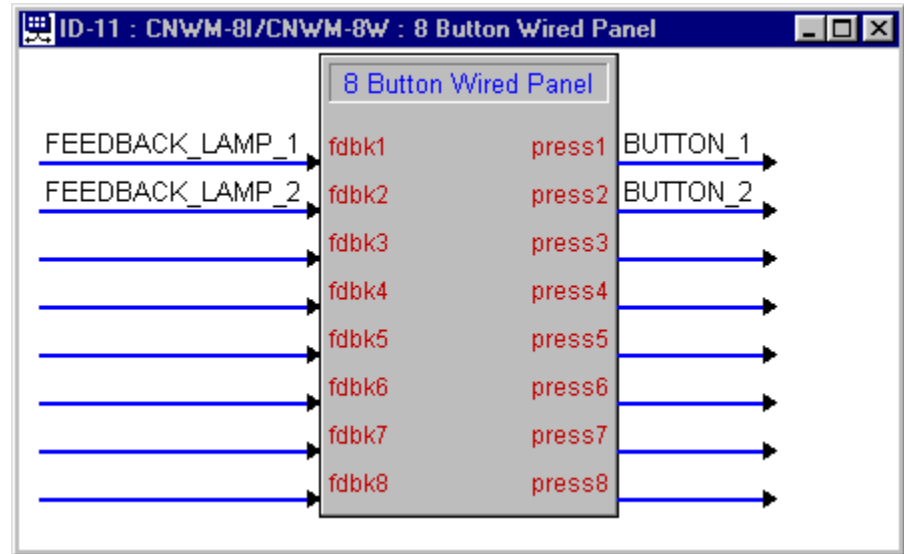 ID-11 : CNWM-8I/CNWM-8W : 8 Button Wired Panel
8 Button Wired Panel
FEEDBACK_LAMP_1 fdbk1 press1 BUTTON_1
FEEDBACK_LAMP_2 fdbk2 press2 BUTTON_2
fdbk3 press3
fdbk4 press4
fdbk5 press5
fdbk6 press6
fdbk7 press7
fdbk8 press8